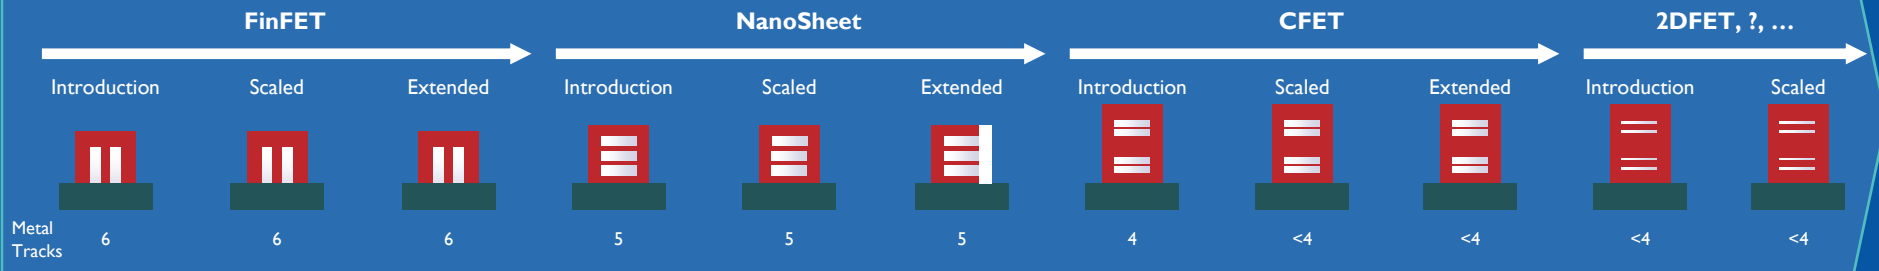 FinFET NanoSheet CFET 2DFET, ?, ...
Introduction Scaled Extended Introduction Scaled Extended Introduction Scaled Extended Introduction Scaled
Metal
Tracks
6 6 6 5 5 5 4 <4 <4 <4 <4